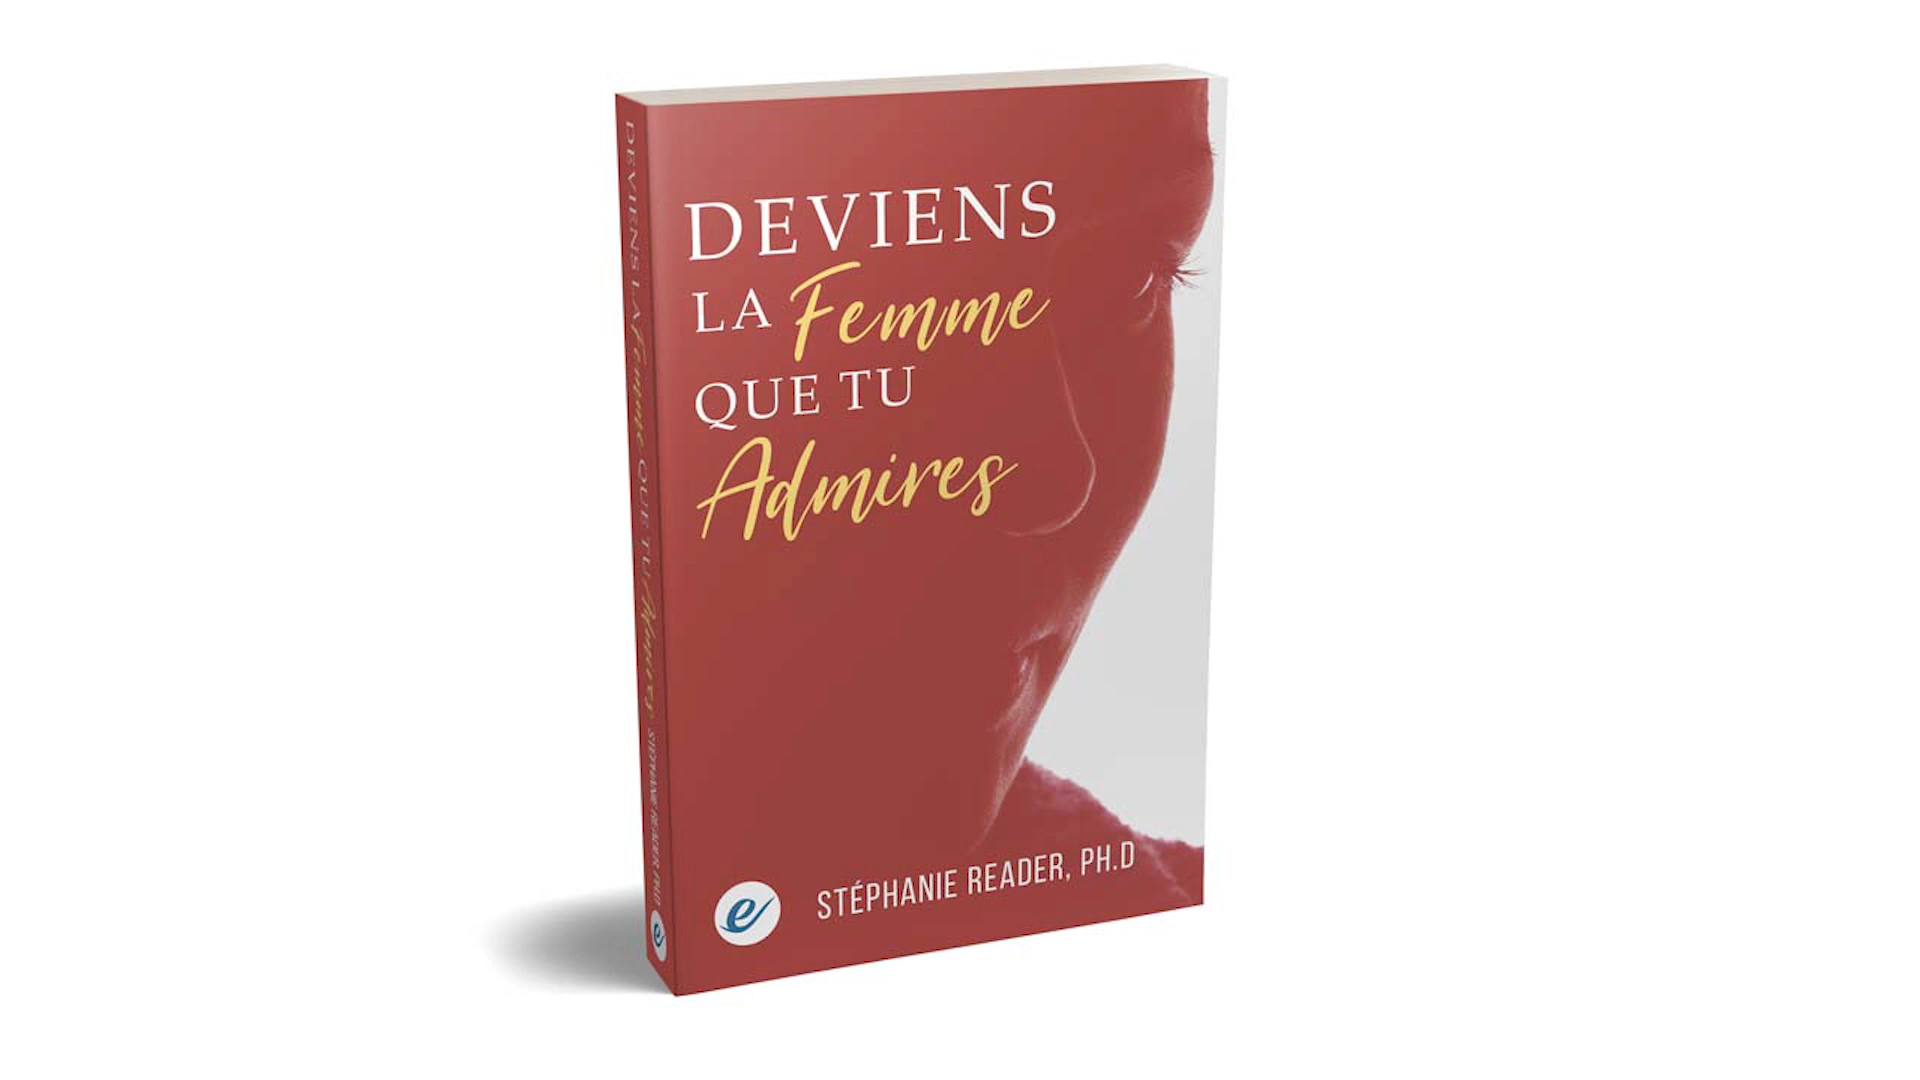 DEVIENS
LA Femme
QUE TU
Admires
STÉPHANIE READER, PH.D
e
DEVIENS LA Femme QUE TU Admires STÉPHANIE READER PH.D
e